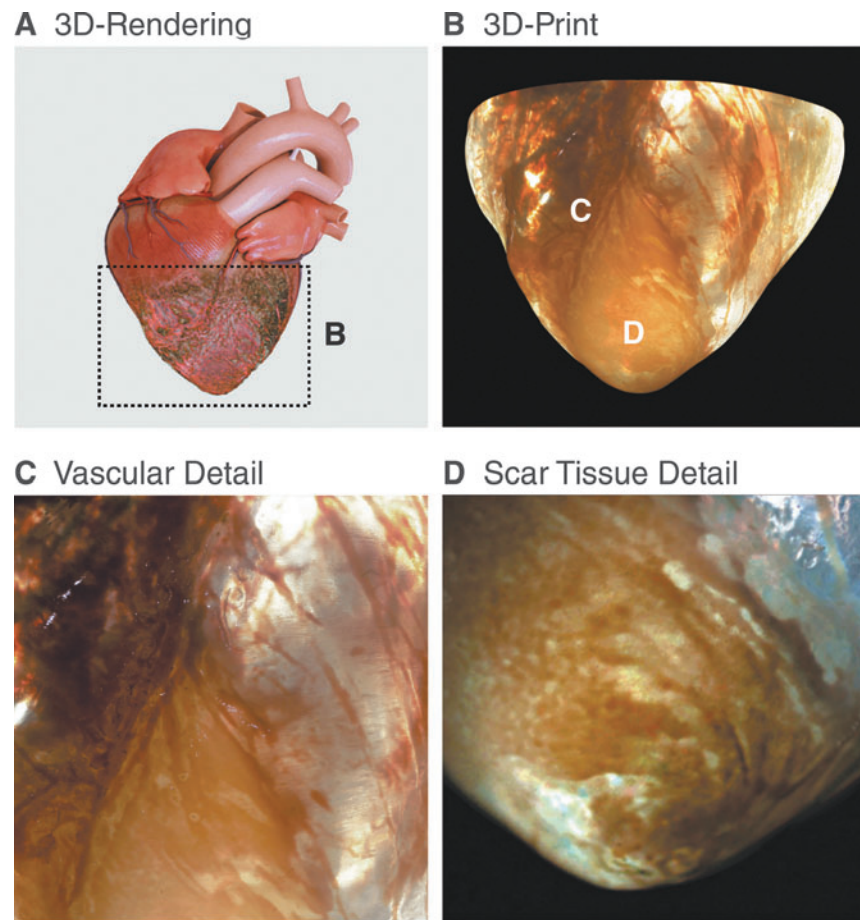 A 3D-Rendering
B 3D-Print
B
C
D
C Vascular Detail
D Scar Tissue Detail